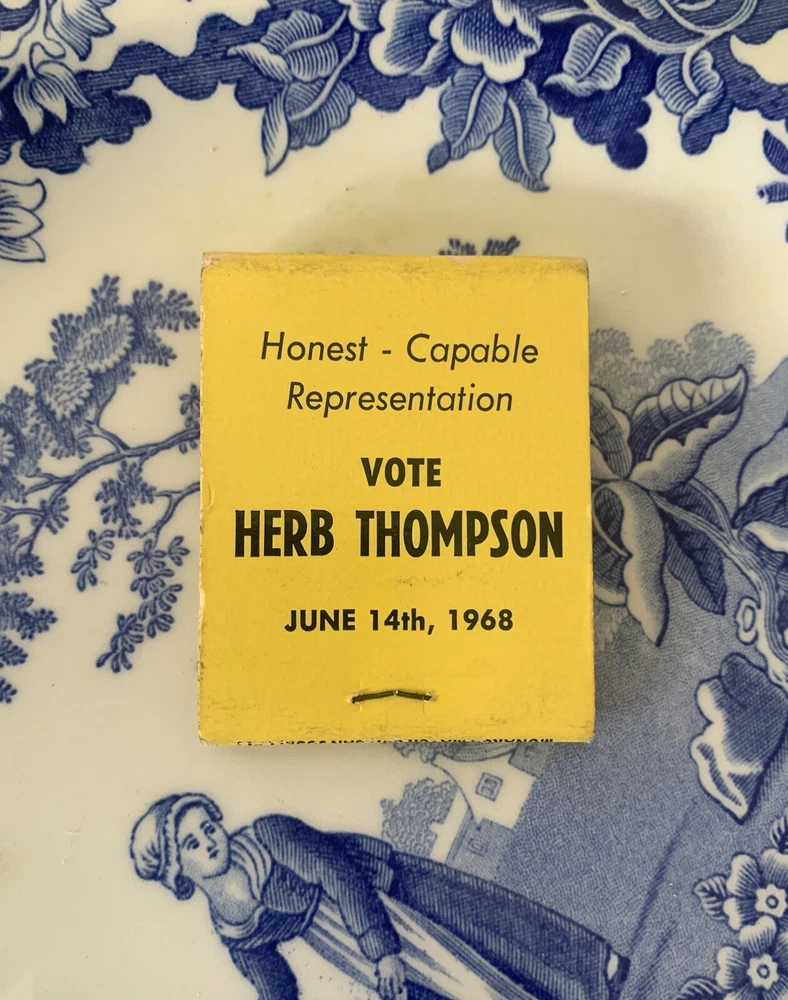 Honest - Capable
Representation
VOTE
HERB THOMPSON
JUNE 14th, 1968